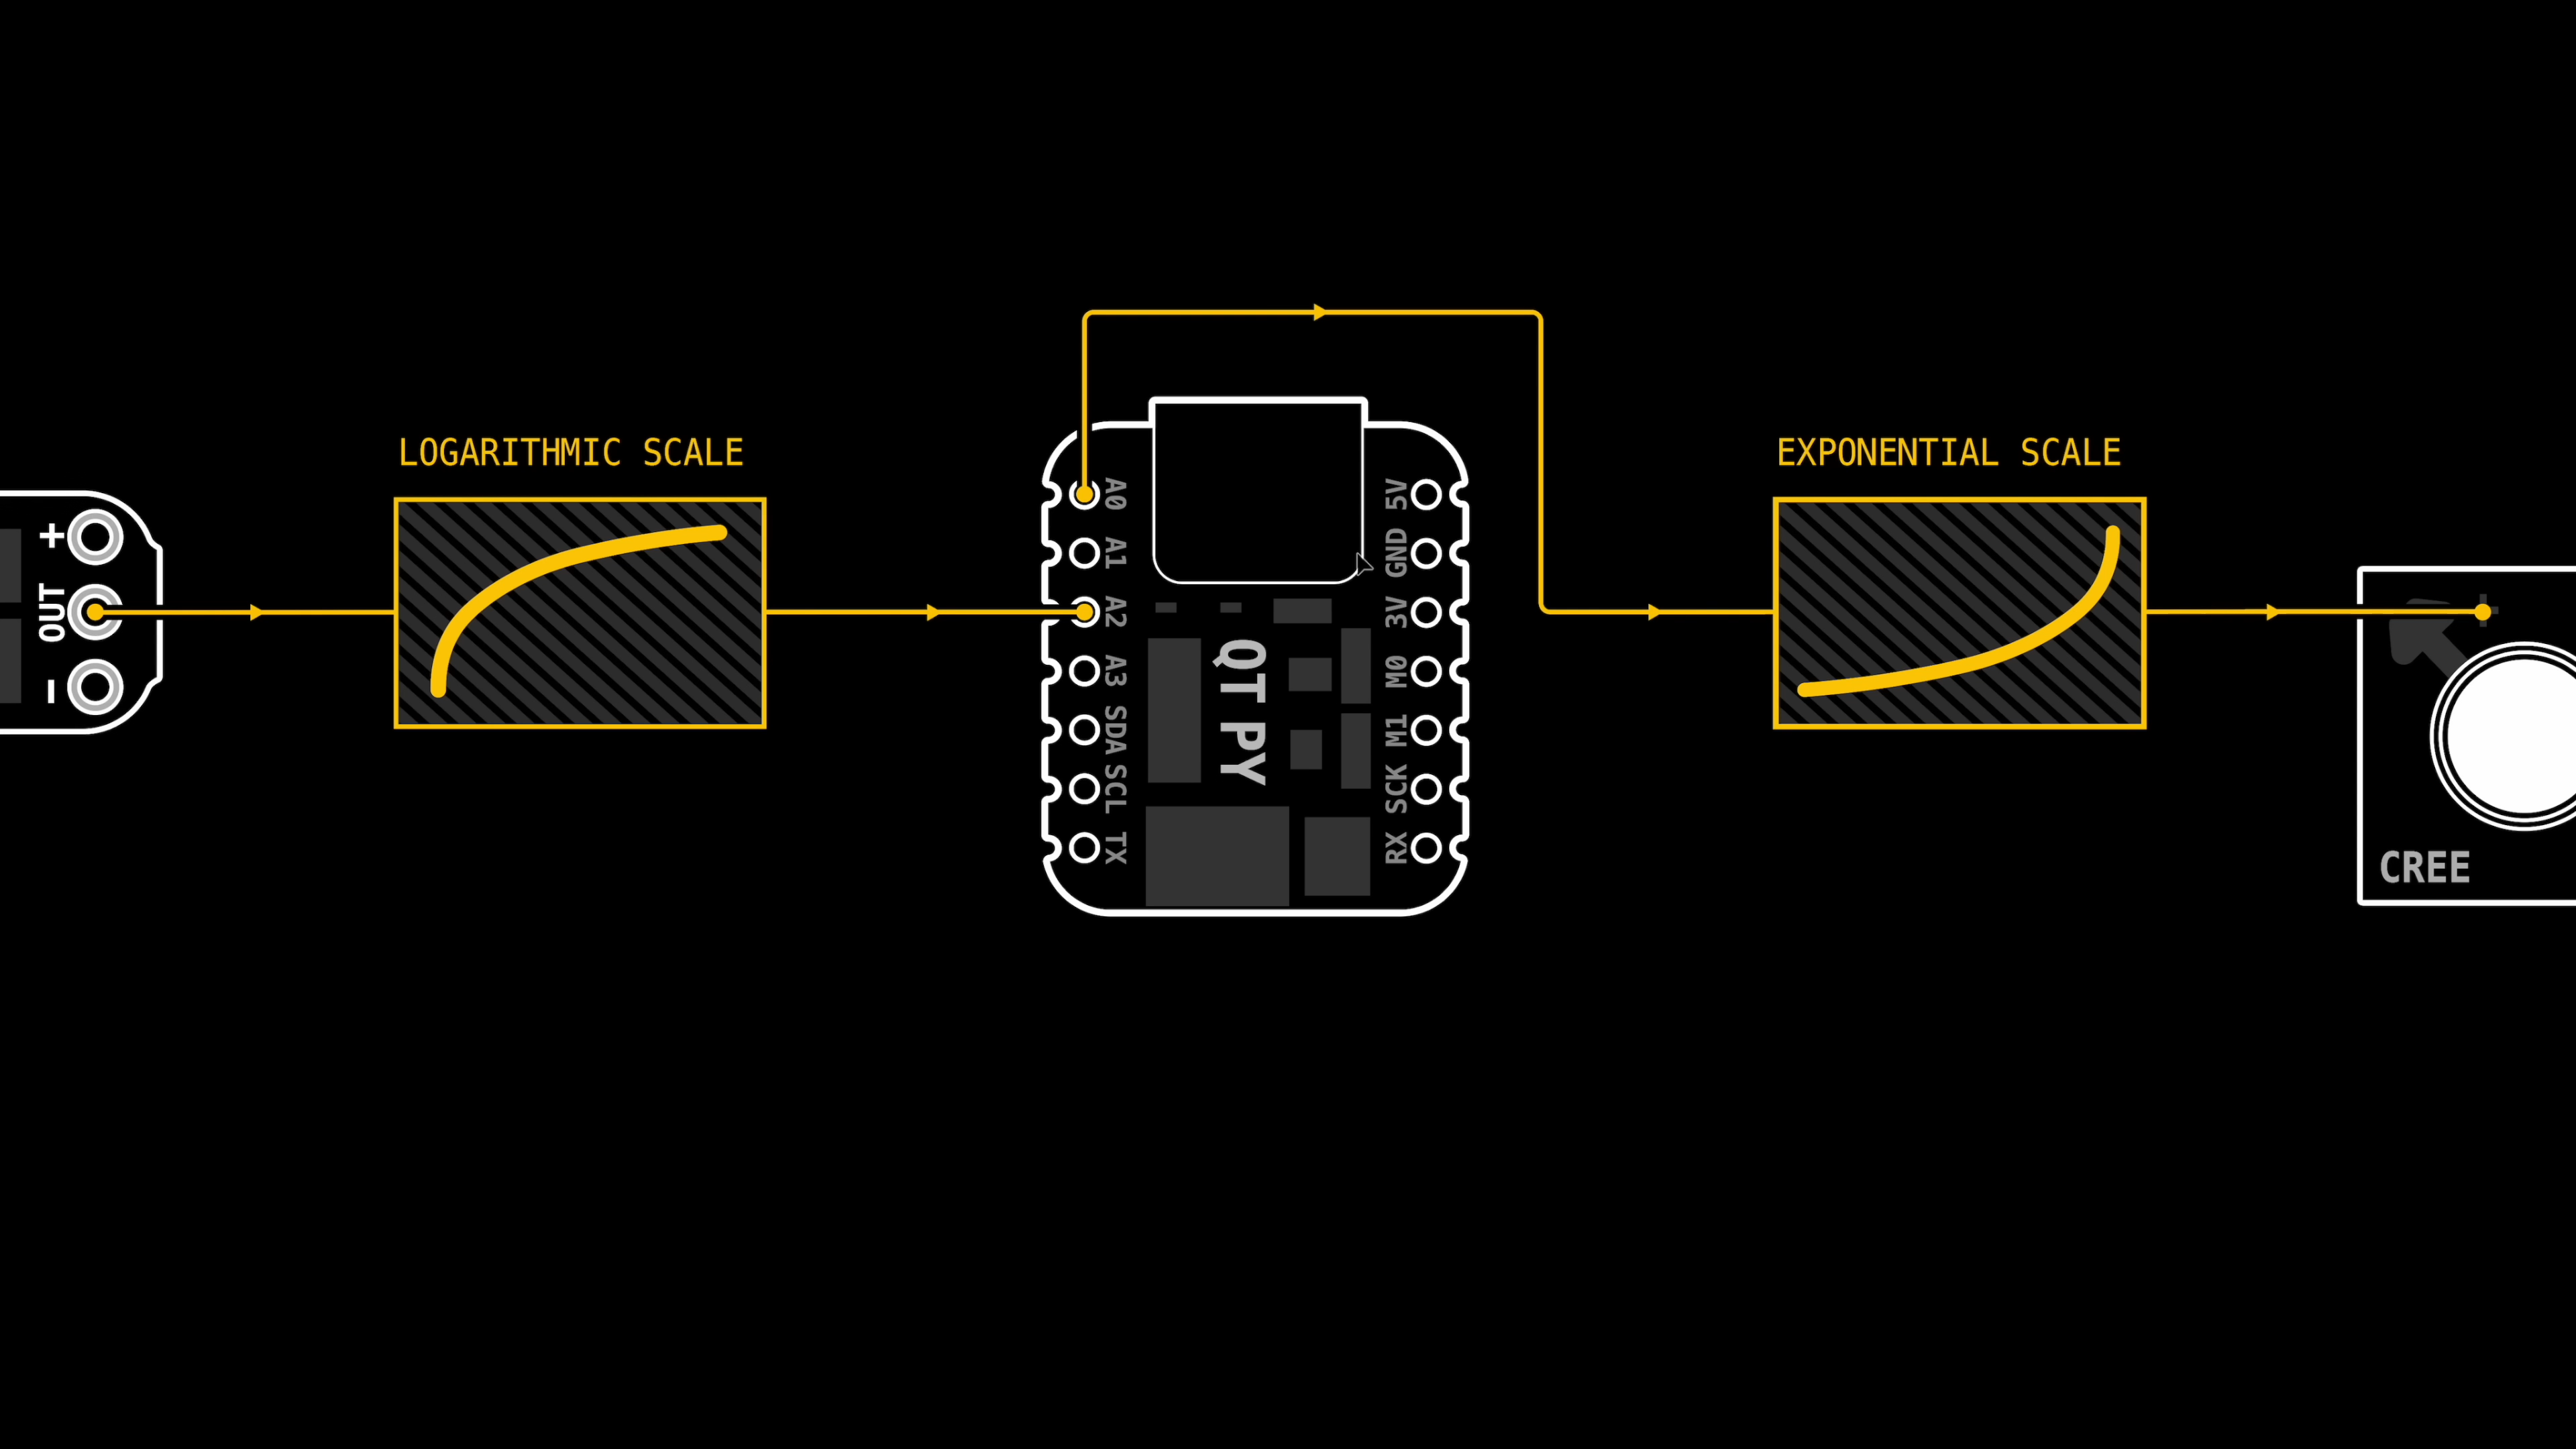 +
OUT
-
LOGARITHMIC SCALE
A0
A1
A2
A3
SDA
SCL
TX
QT PY
5V
GND
3V
MO
M1
SCK
RX
EXPONENTIAL SCALE
+
CREE